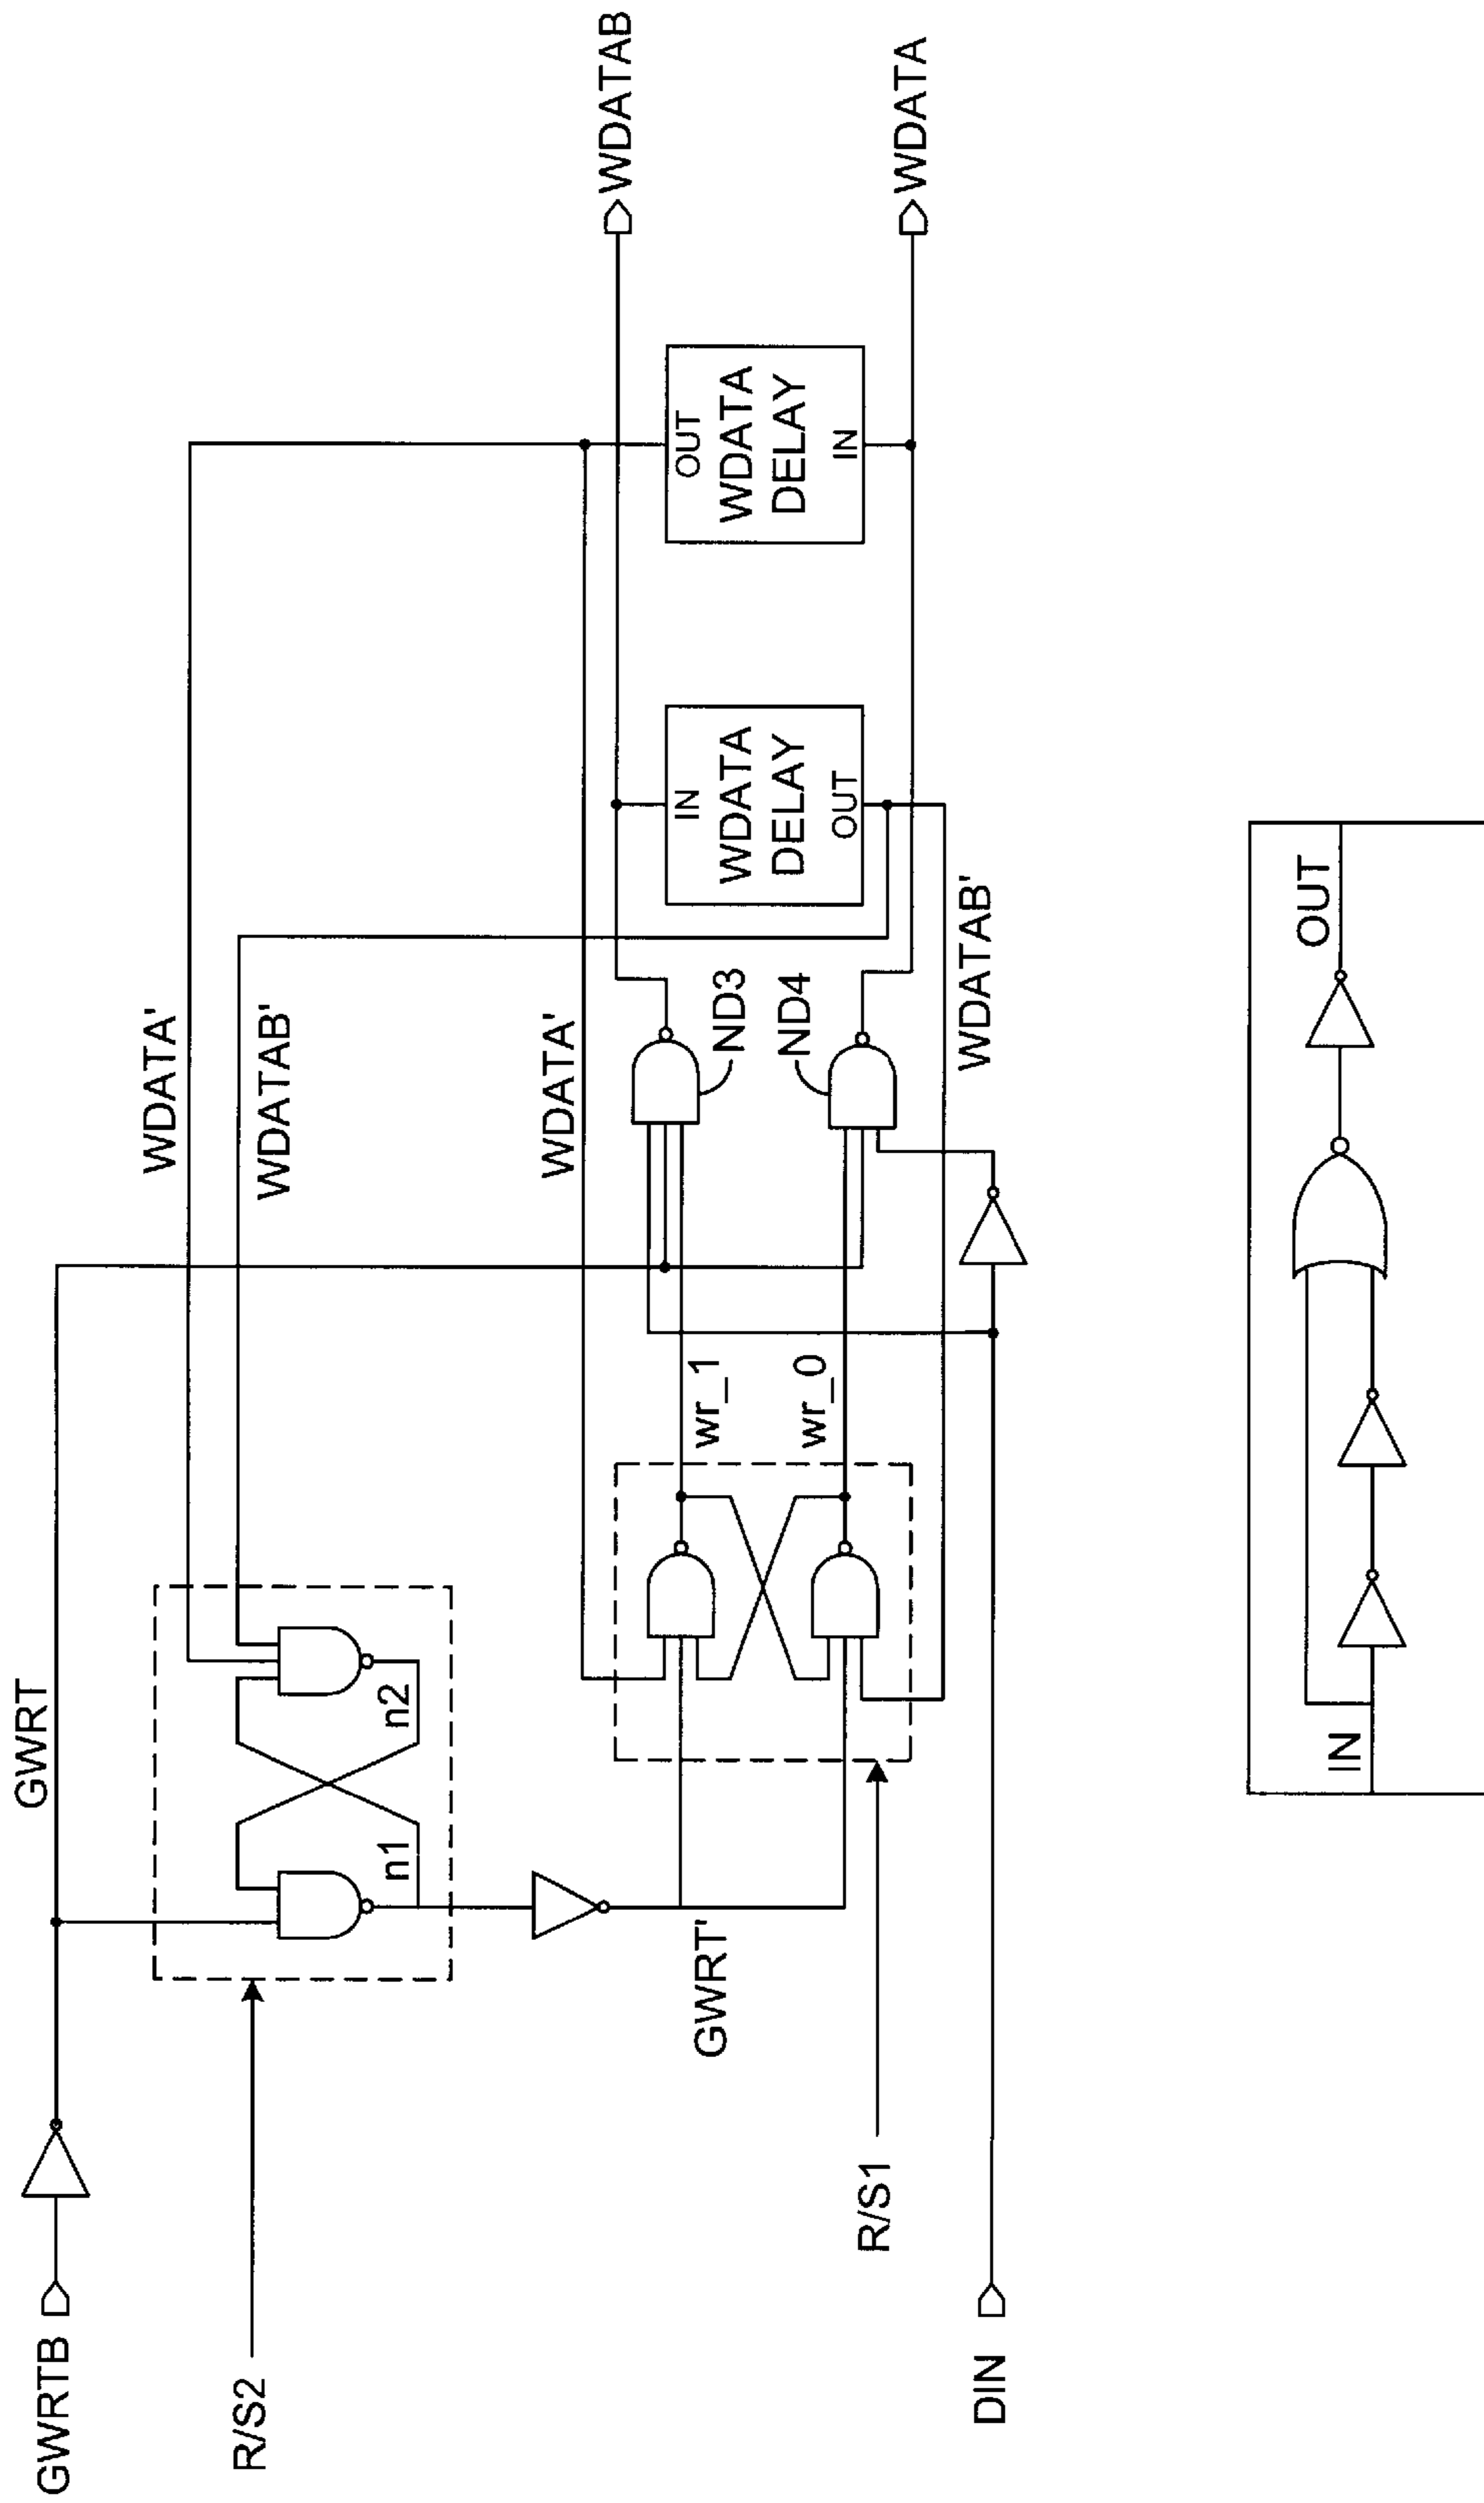 GWRTB
GWRT
R/S2
n1
n2
WDATA'
WDATAB'
GWRT'
R/S1
wr_1
wr_0
WDATA'
ND3
ND4
WDATAB'
DIN
IN
WDATA
DELAY
OUT
OUT
WDATA
DELAY
IN
WDATAB
WDATA
IN
OUT